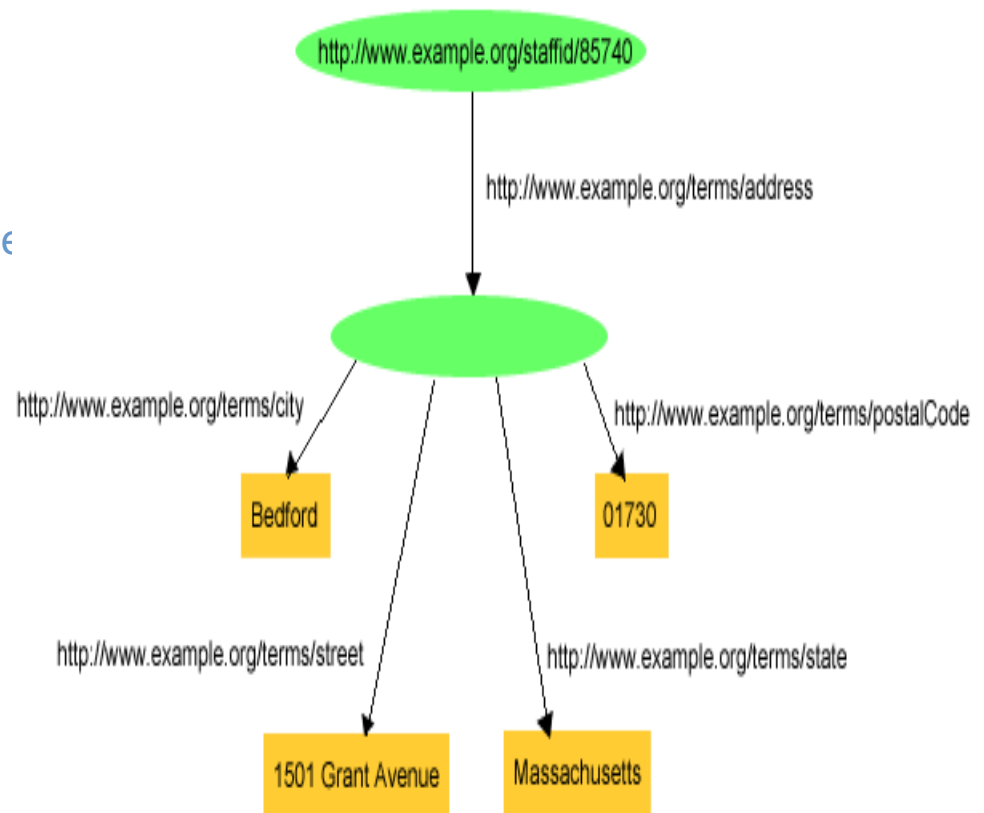 http://www.example.org/staffid/85740
http://www.example.org/terms/address
e
http://www.example.org/terms/city
http://www.example.org/terms/postalCode
Bedford
01730
http://www.example.org/terms/street
http://www.example.org/terms/state
1501 Grant Avenue
Massachusetts